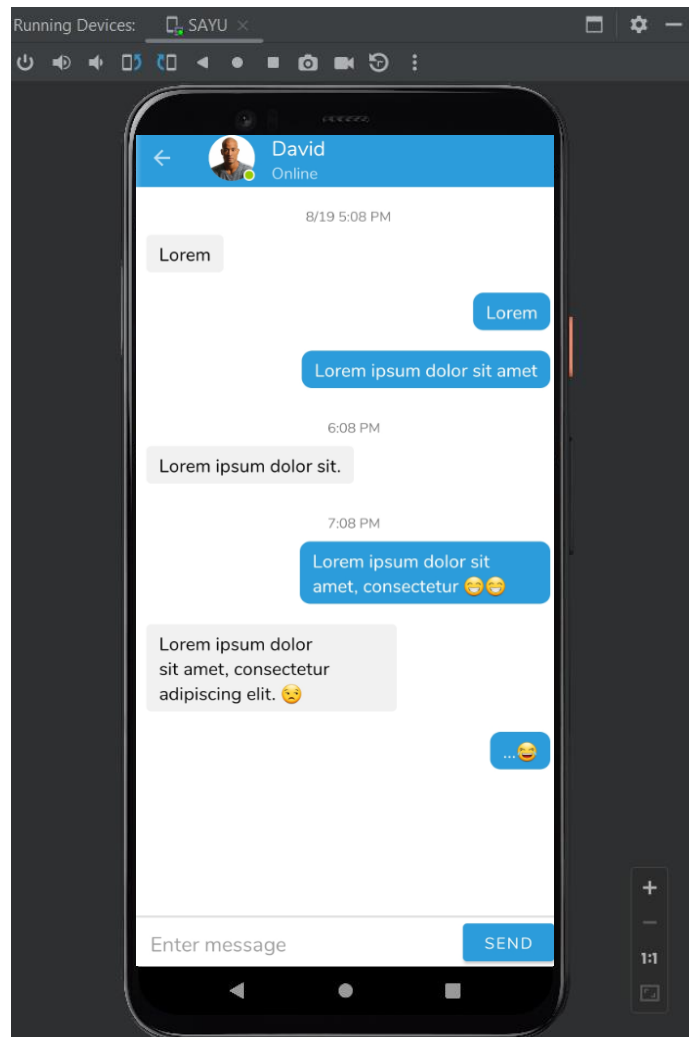 Running Devices: SAYU
David
Online
8/19 5:08 PM
Lorem
Lorem
Lorem ipsum dolor sit amet
6:08 PM
Lorem ipsum dolor sit.
7:08 PM
Lorem ipsum dolor sit
amet, consectetur 😁😁
Lorem ipsum dolor
sit amet, consectetur
adipiscing elit. 😒
...😂
Enter message SEND
1:1